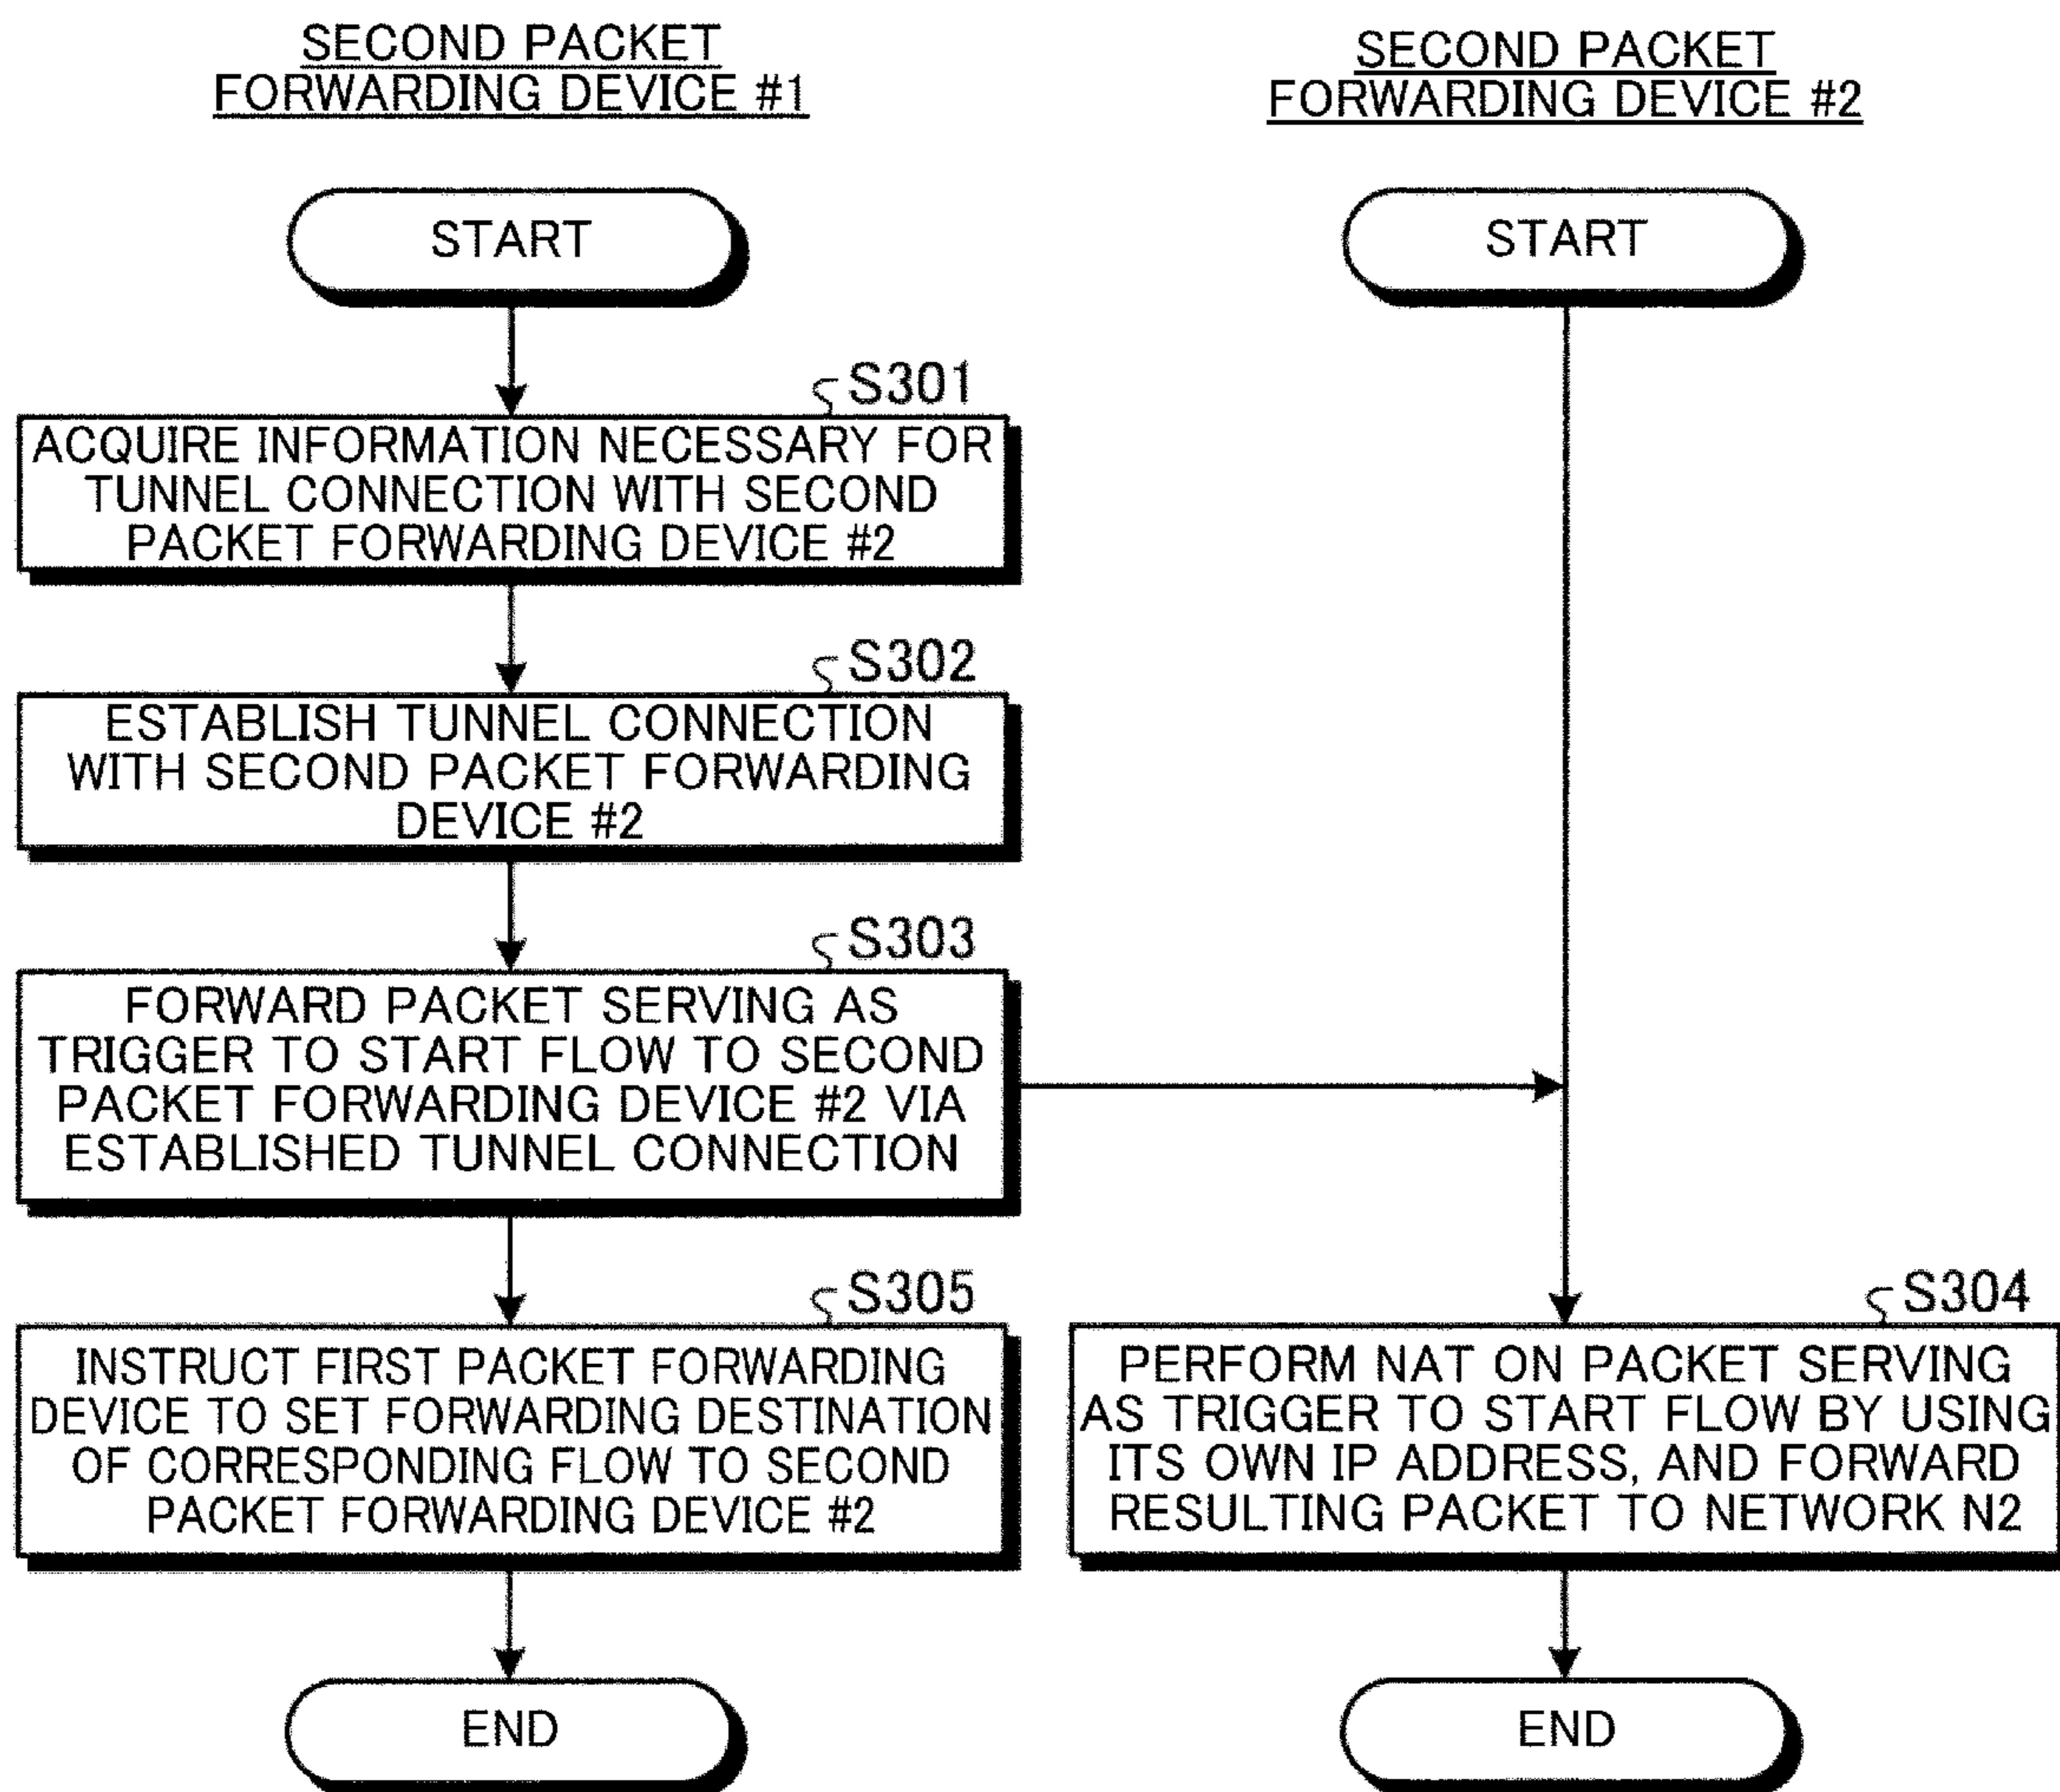 SECOND PACKET
FORWARDING DEVICE #1
START
S301
ACQUIRE INFORMATION NECESSARY FOR
TUNNEL CONNECTION WITH SECOND
PACKET FORWARDING DEVICE #2
S302
ESTABLISH TUNNEL CONNECTION
WITH SECOND PACKET FORWARDING
DEVICE #2
S303
FORWARD PACKET SERVING AS
TRIGGER TO START FLOW TO SECOND
PACKET FORWARDING DEVICE #2 VIA
ESTABLISHED TUNNEL CONNECTION
S305
INSTRUCT FIRST PACKET FORWARDING
DEVICE TO SET FORWARDING DESTINATION
OF CORRESPONDING FLOW TO SECOND
PACKET FORWARDING DEVICE #2
END
SECOND PACKET
FORWARDING DEVICE #2
START
S304
PERFORM NAT ON PACKET SERVING
AS TRIGGER TO START FLOW BY USING
ITS OWN IP ADDRESS, AND FORWARD
RESULTING PACKET TO NETWORK N2
END